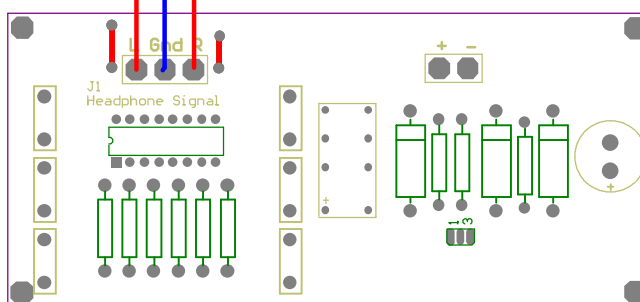 L Gnd R
+ -
J1
Headphone Signal
+
+
1 3